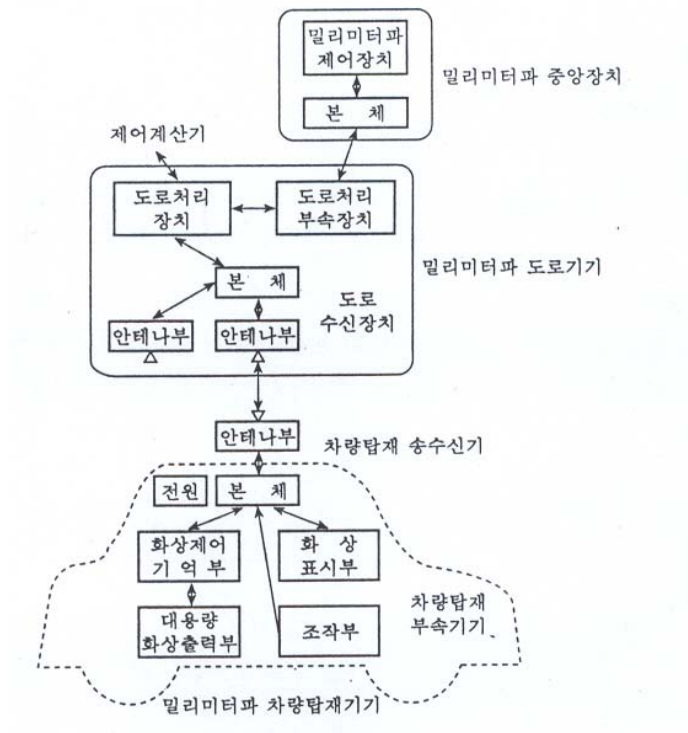 밀리미터파
제어장치
본 체
밀리미터파 중앙장치
제어계산기
도로처리
장치
도로처리
부속장치
밀리미터파 도로기기
본 체
도로
수신장치
안테나부
안테나부
안테나부
차량탑재 송수신기
전원
본 체
화상제어
기 억 부
화 상
표시부
대용량
화상출력부
조작부
차량탑재
부속기기
밀리미터파 차량탑재기기